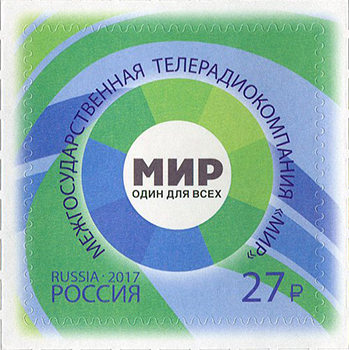 МЕЖГОСУДАРСТВЕННАЯ ТЕЛЕРАДИОКОМПАНИЯ «МИР»
МИР
ОДИН ДЛЯ ВСЕХ
RUSSIA · 2017
РОССИЯ
27 ₽